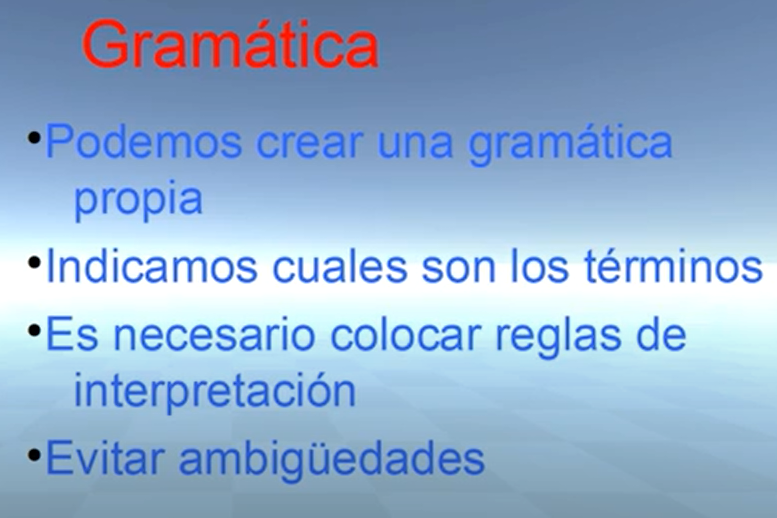 Gramática
•Podemos crear una gramática
propia
•Indicamos cuales son los términos
•Es necesario colocar reglas de
interpretación
•Evitar ambigüedades